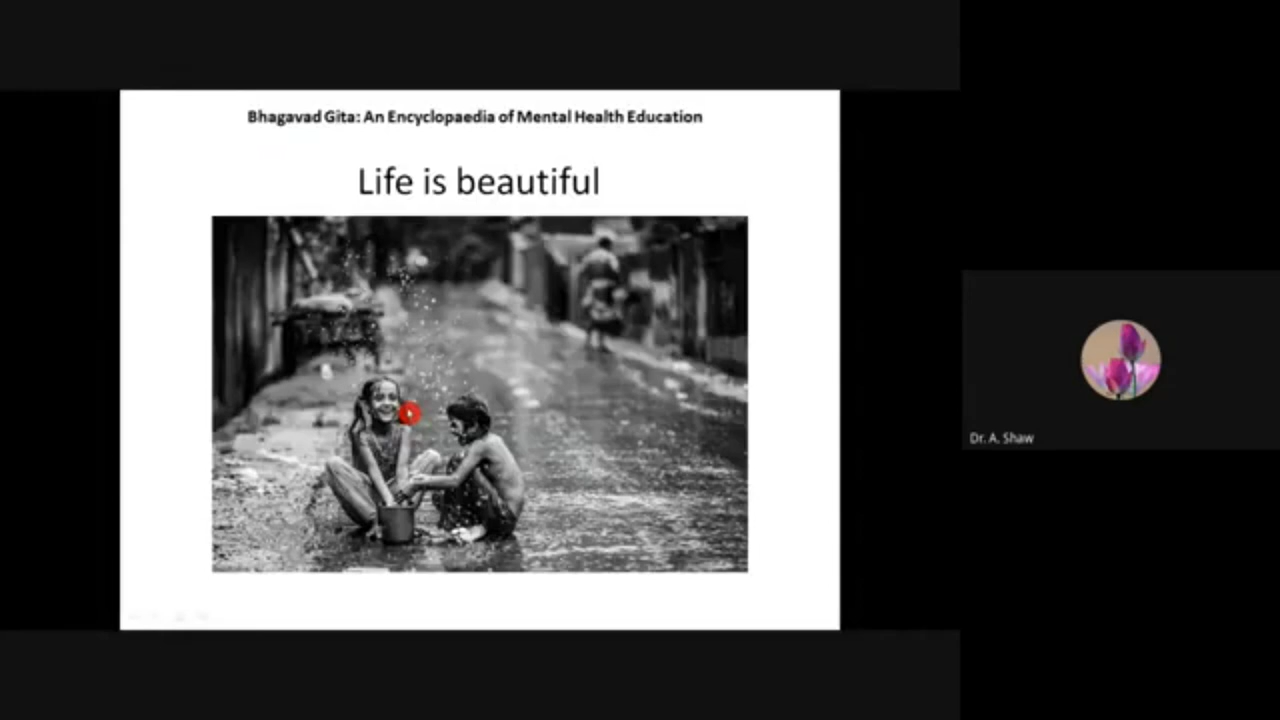 Bhagavad Gita: An Encyclopaedia of Mental Health Education
Life is beautiful
Dr. A. Shaw